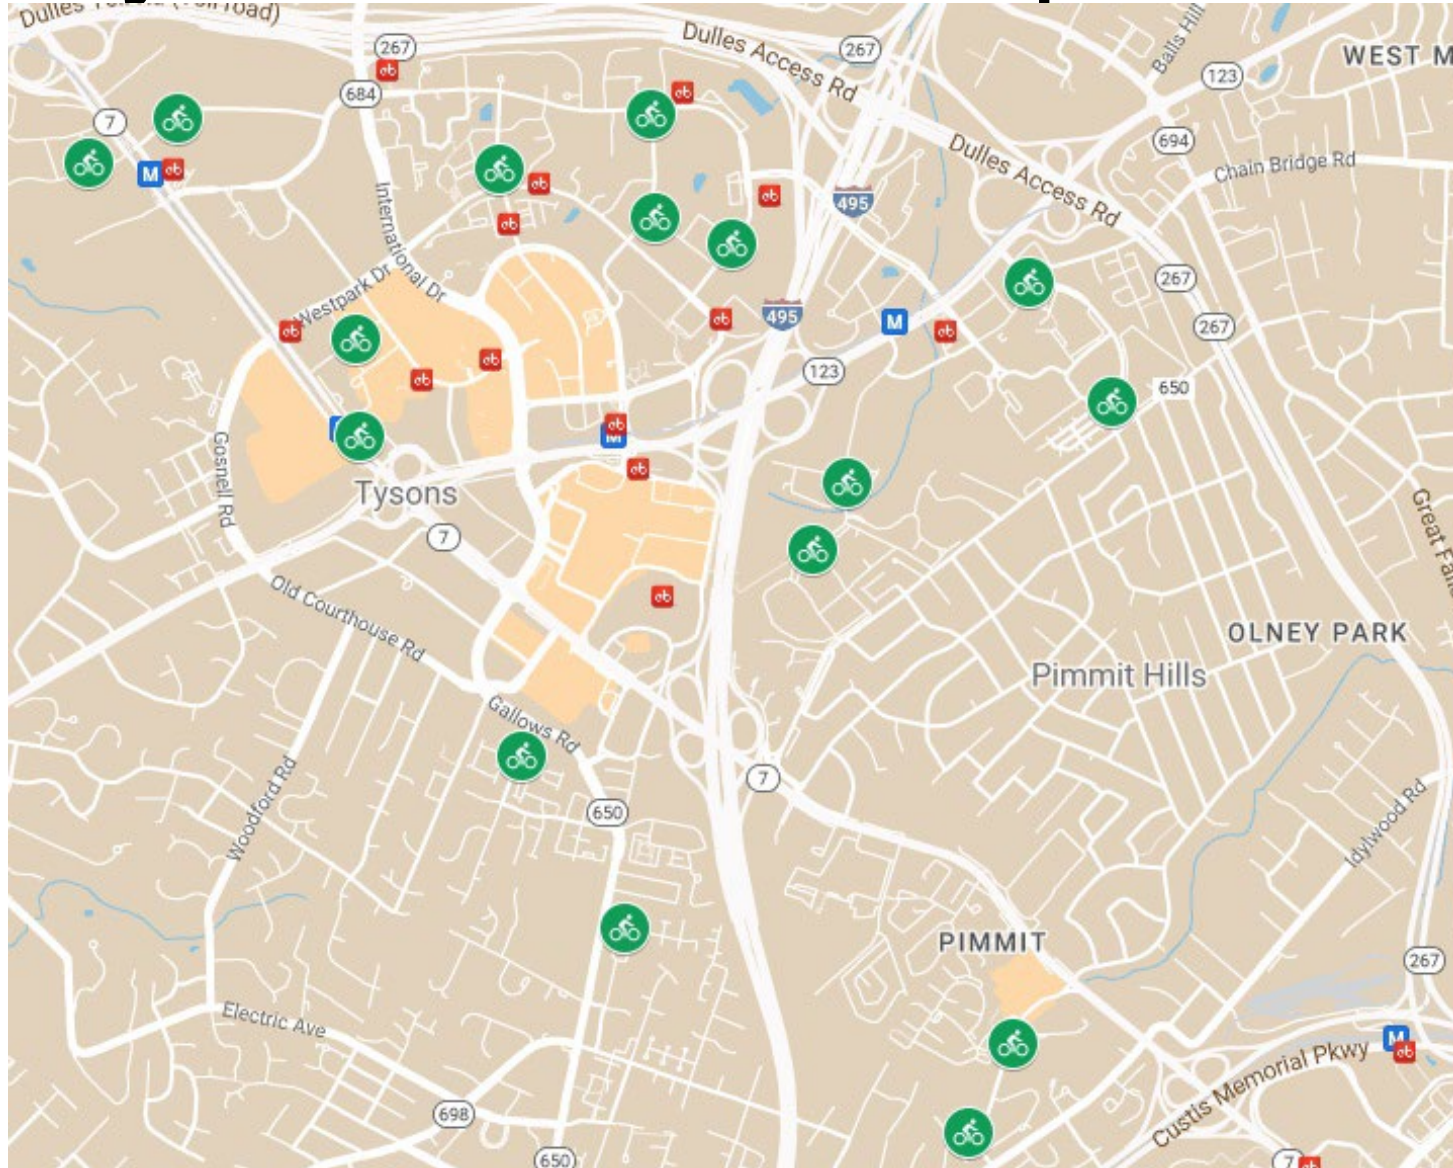 Dulles
267
Dulles Access Rd
267
Balls Hill
WEST M
123
684
7
694
M
Chain Bridge Rd
Dulles Access Rd
495
International Dr
Westpark Dr
267
495
M
267
123
650
M
Gosnell Rd
Tysons
7
Great Fal
Old Courthouse Rd
OLNEY PARK
Pimmit Hills
Gallows Rd
7
650
Woodford Rd
Idylwood Rd
PIMMIT
267
Electric Ave
M
Custis Memorial Pkwy
698
650
7